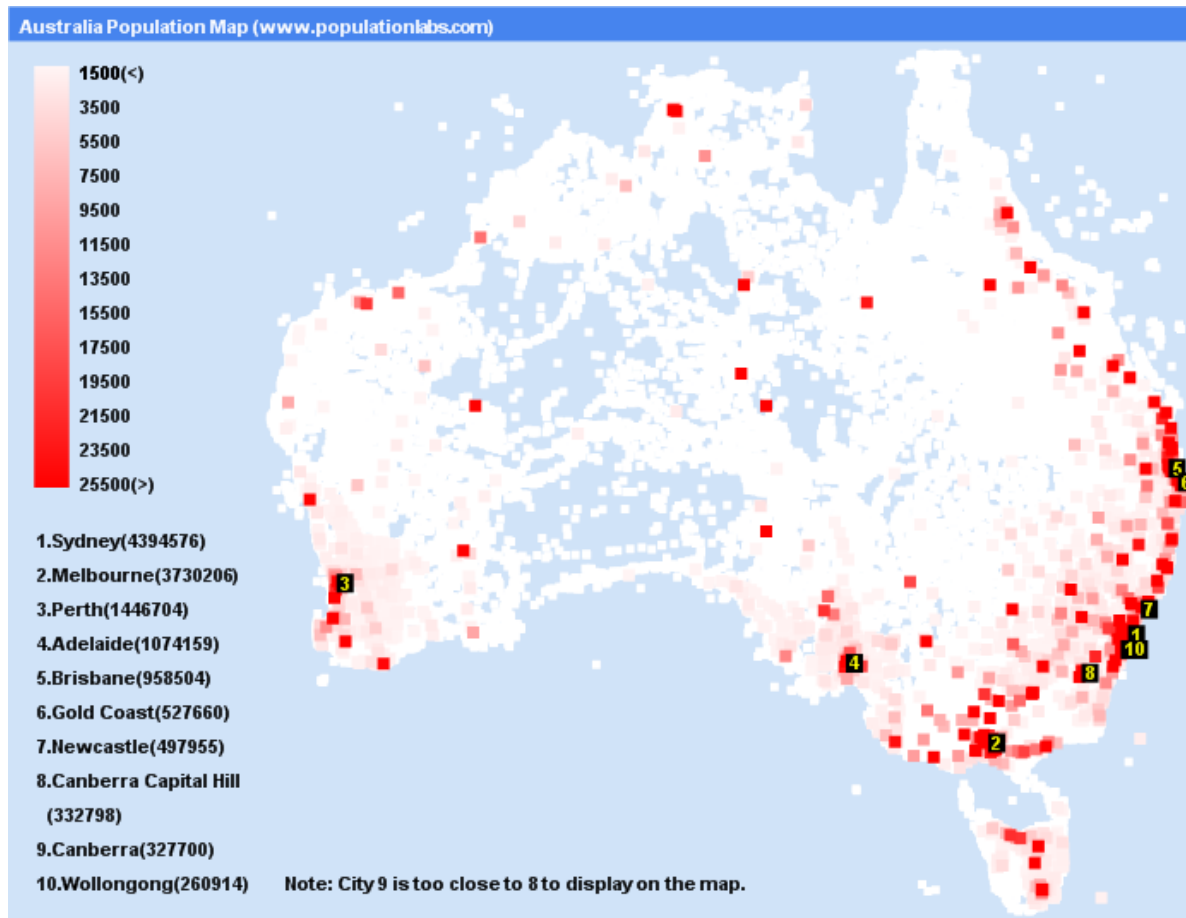 Australia Population Map (www.populationlabs.com)
1500(<)
3500
5500
7500
9500
11500
13500
15500
17500
19500
21500
23500
25500(>)
1.Sydney(4394576)
2.Melbourne(3730206)
3.Perth(1446704)
4.Adelaide(1074159)
5.Brisbane(958504)
6.Gold Coast(527660)
7.Newcastle(497955)
8.Canberra Capital Hill
(332798)
9.Canberra(327700)
10.Wollongong(260914)
Note: City 9 is too close to 8 to display on the map.
5
6
3
7
1
10
4
8
2